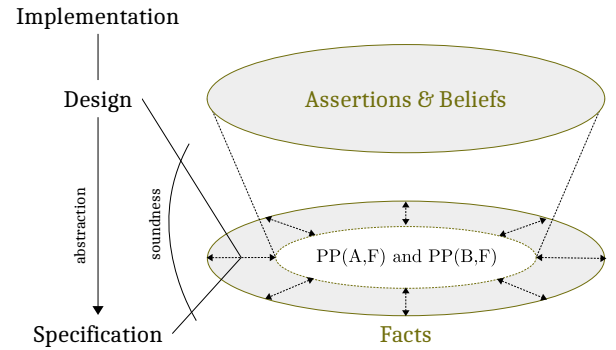 Implementation
Design
Assertions & Beliefs
abstraction
soundness
PP(A,F) and PP(B,F)
Specification
Facts